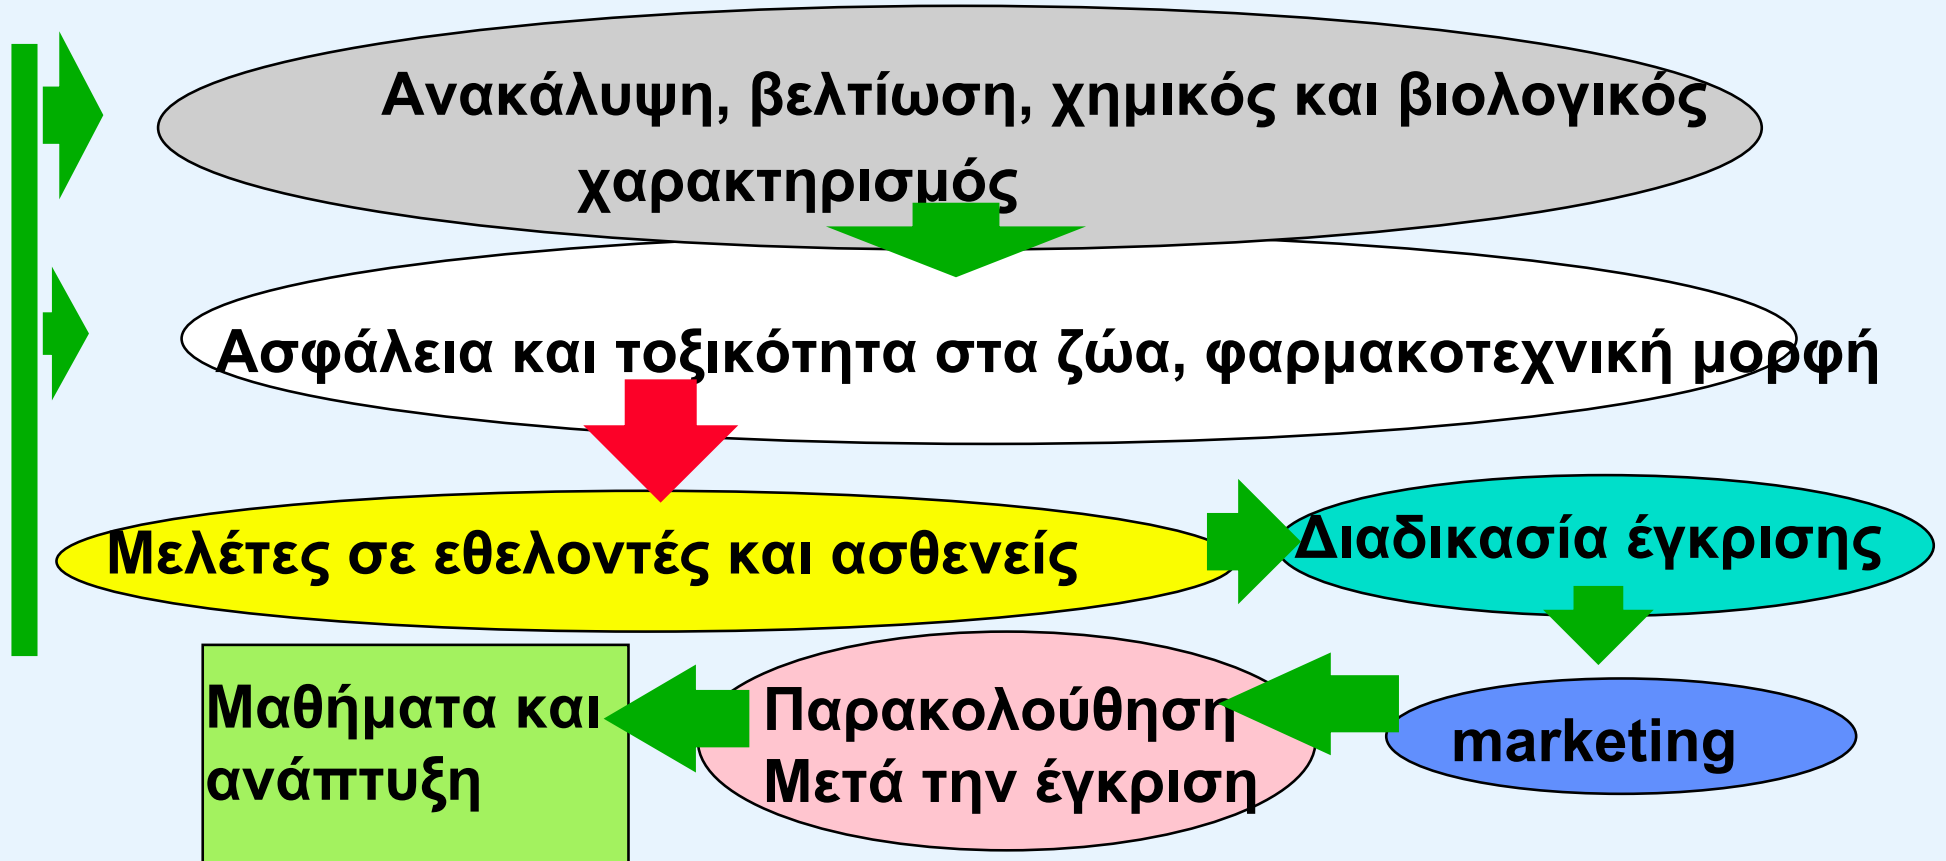 Ανακάλυψη, βελτίωση, χημικός και βιολογικός
χαρακτηρισμός
Ασφάλεια και τοξικότητα στα ζώα, φαρμακοτεχνική μορφή
Μελέτες σε εθελοντές και ασθενείς
Διαδικασία έγκρισης
Μαθήματα και
ανάπτυξη
Παρακολούθηση
Μετά την έγκριση
marketing